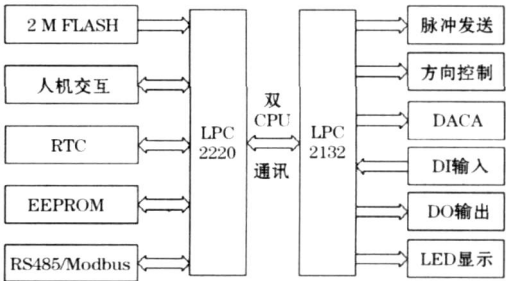 2 M FLASH
人机交互
RTC
EEPROM
RS485/Modbus
LPC
2220
双
CPU
通讯
LPC
2132
脉冲发送
方向控制
DACA
DI输入
DO输出
LED显示